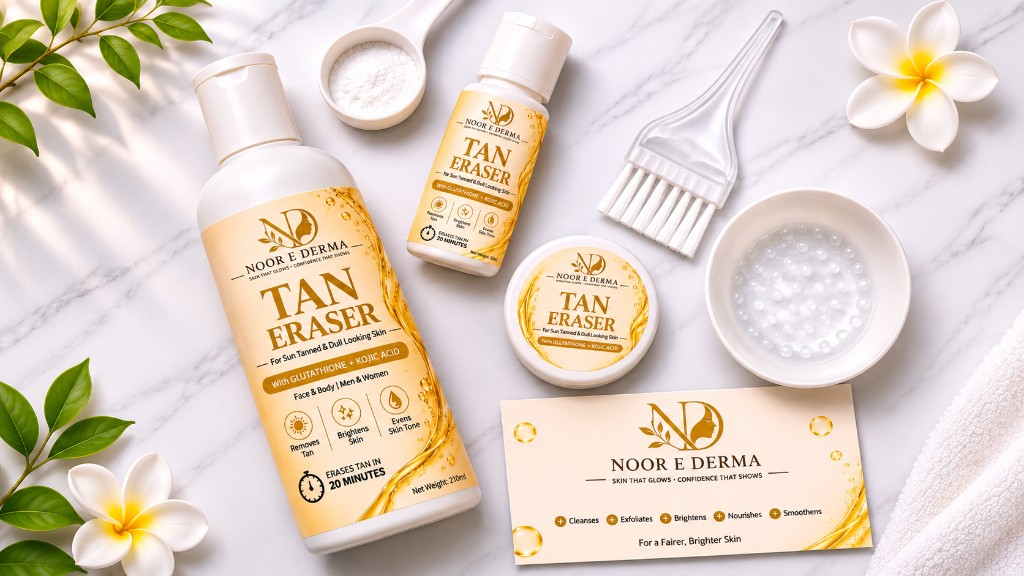 ND
NOOR E DERMA
SKIN THAT GLOWS • CONFIDENCE THAT SHOWS
TAN
ERASER
For Sun Tanned & Dull Looking Skin
With GLUTATHIONE + KOJIC ACID
Face & Body | Men & Women
Removes
Tan
Brightens
Skin
Evens
Skin Tone
ERASES TAN IN
20 MINUTES
Net Weight: 210ml
ND
NOOR E DERMA
TAN
ERASER
For Sun Tanned & Dull Looking Skin
With GLUTATHIONE + KOJIC ACID
Removes
Tan
Brightens
Skin
Evens
Skin Tone
ERASES TAN IN
20 MINUTES
ND
NOOR E DERMA
TAN
ERASER
For Sun Tanned & Dull Looking Skin
With GLUTATHIONE + KOJIC ACID
ND
NOOR E DERMA
SKIN THAT GLOWS • CONFIDENCE THAT SHOWS
Cleanses
Exfoliates
Brightens
Nourishes
Smoothens
For a Fairer, Brighter Skin